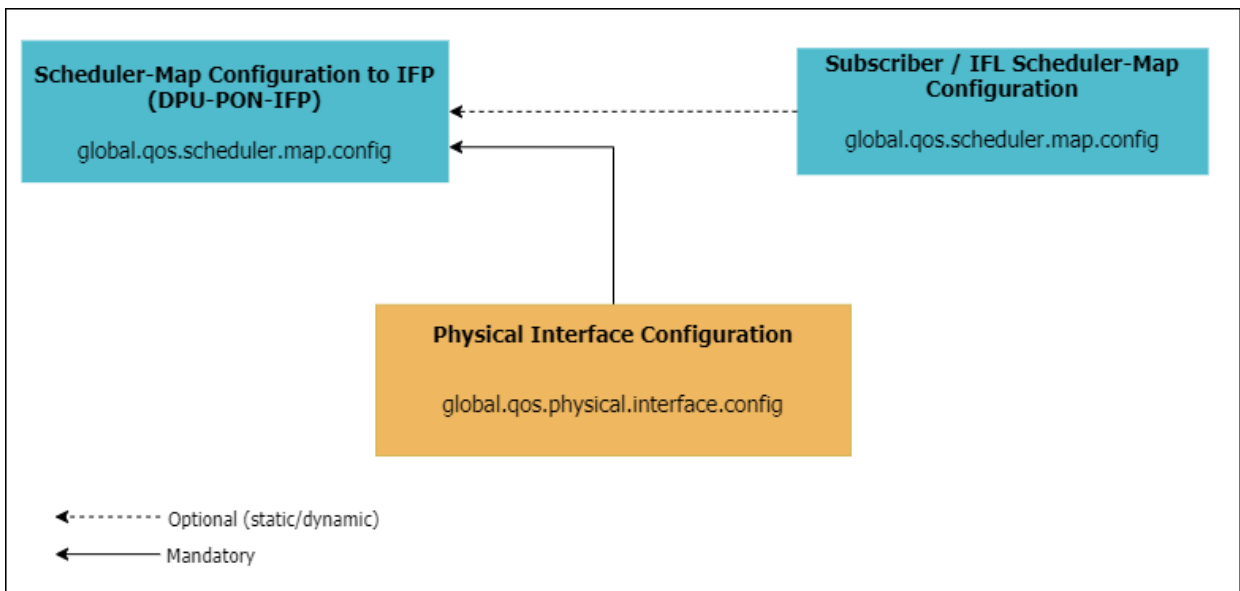 Scheduler-Map Configuration to IFP
(DPU-PON-IFP)
global.qos.scheduler.map.config
Subscriber / IFL Scheduler-Map
Configuration
global.qos.scheduler.map.config
Physical Interface Configuration
global.qos.physical.interface.config
Optional (static/dynamic)
Mandatory